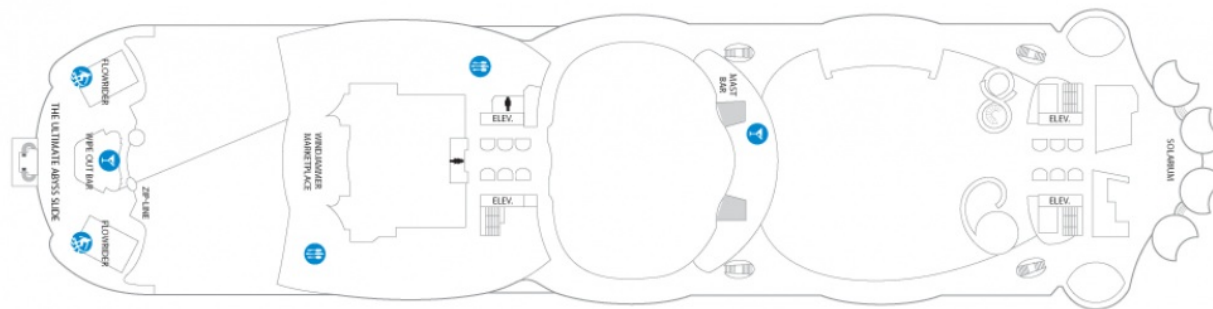 FLOWRIDER
THE ULTIMATE ABYSS SLIDE
WIPE OUT BAR
ZIP-LINE
FLOWRIDER
WINDJAMMER
MARKETPLACE
ELEV.
ELEV.
MAST
BAR
ELEV.
ELEV.
SOLARIUM